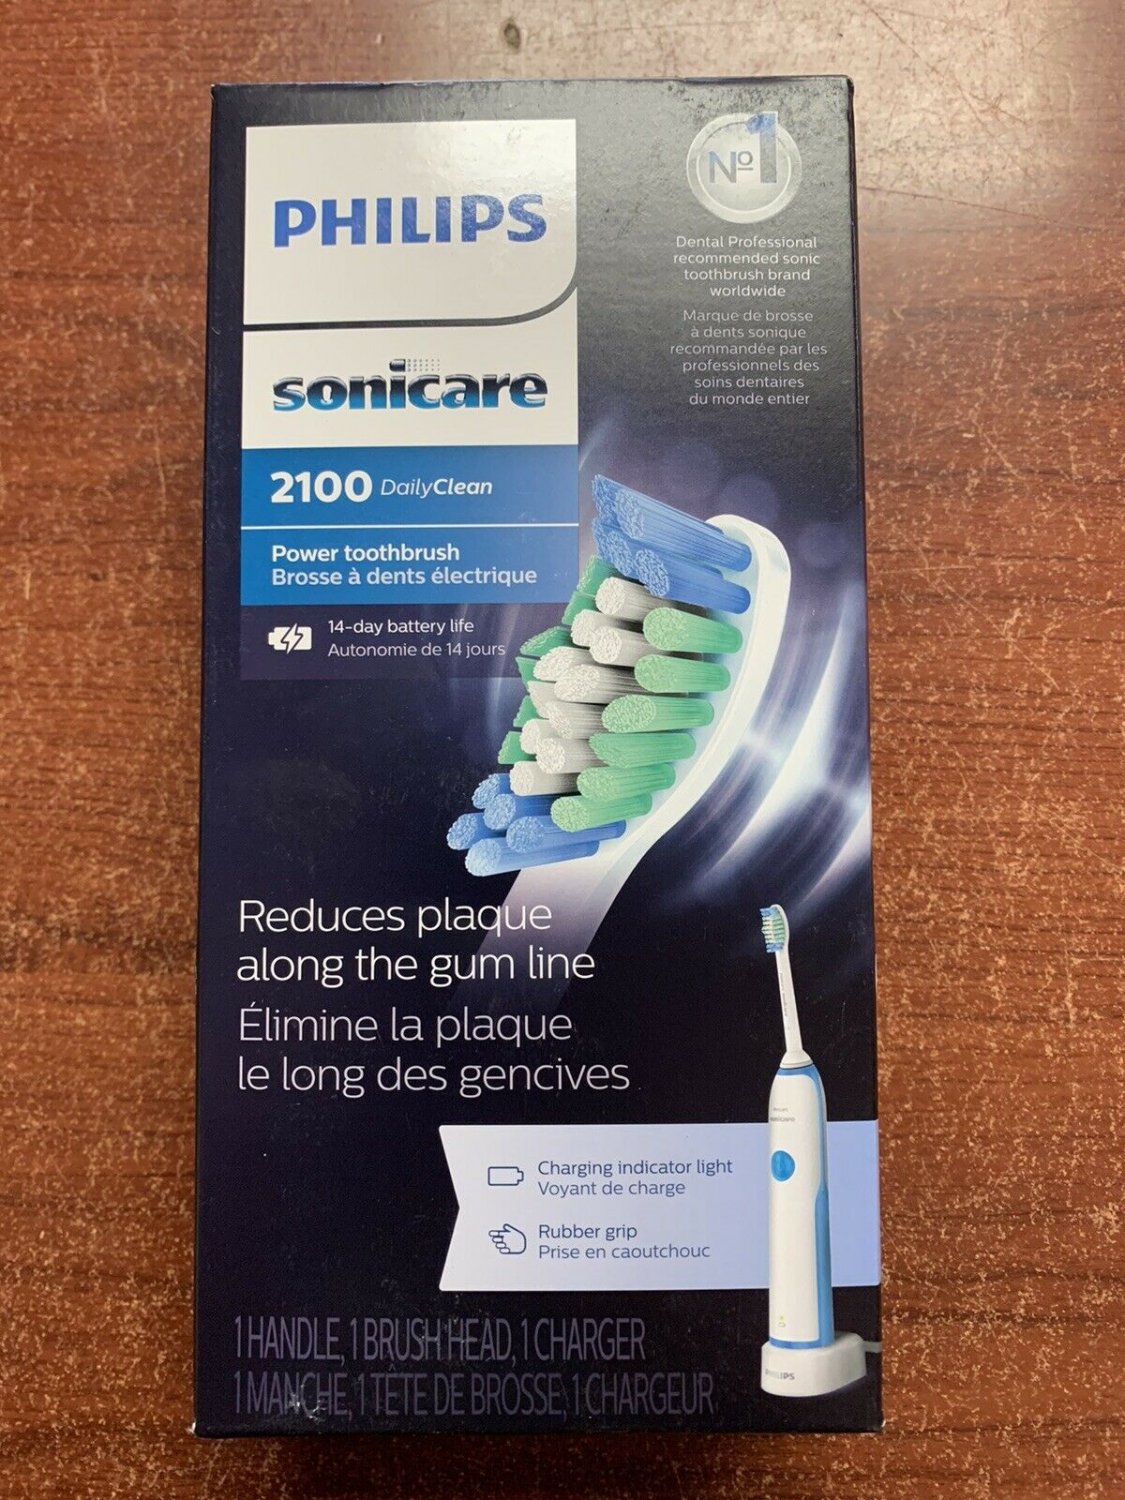 PHILIPS
sonicare
2100 DailyClean
Power toothbrush
Brosse à dents électrique
14-day battery life
Autonomie de 14 jours
Nº1
Dental Professional
recommended sonic
toothbrush brand
worldwide
Marque de brosse
à dents sonique
recommandée par les
professionnels des
soins dentaires
du monde entier
Reduces plaque
along the gum line
Élimine la plaque
le long des gencives
Charging indicator light
Voyant de charge
Rubber grip
Prise en caoutchouc
sonicare
PHILIPS
1 HANDLE, 1 BRUSH HEAD, 1 CHARGER
1 MANCHE, 1 TÊTE DE BROSSE, 1 CHARGEUR